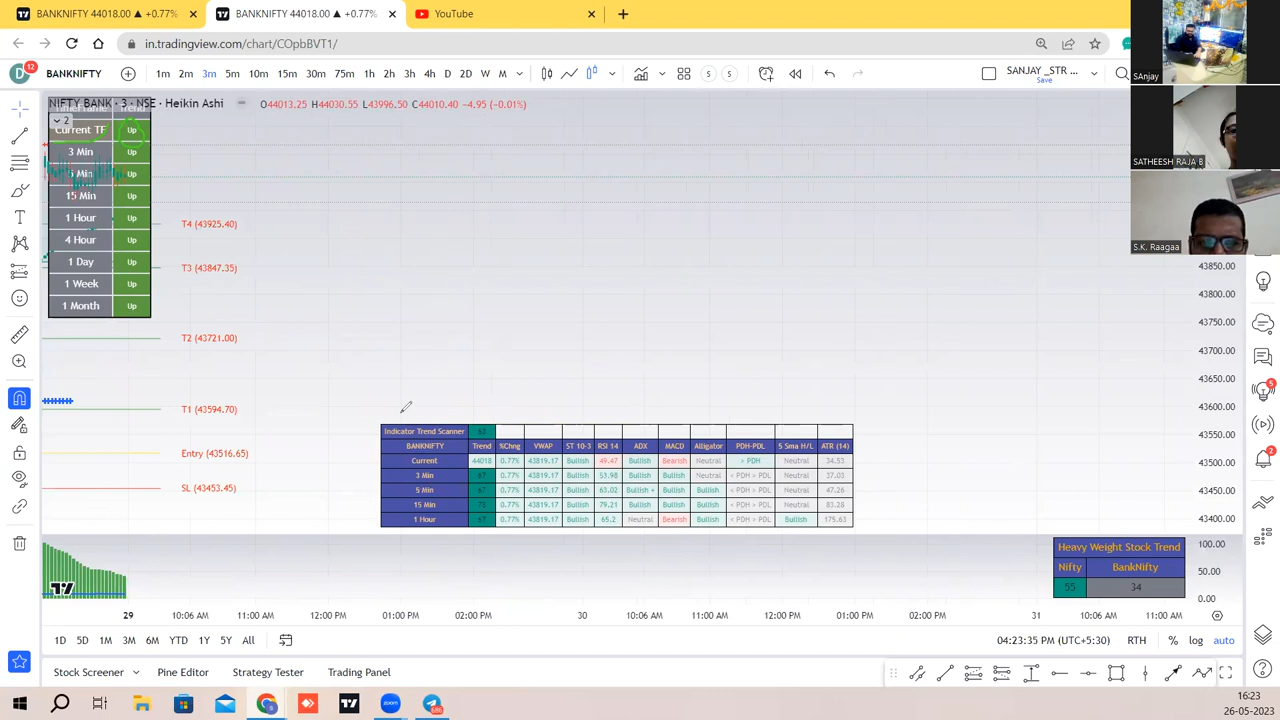 BANKNIFTY 44018.00 ▲ +0.77%
BANKNIFTY 44018.00 ▲ +0.77%
YouTube
in.tradingview.com/chart/COpbBVT1/
D 12
BANKNIFTY
1m 2m 3m 5m 10m 15m 30m 75m 1h 2h 3h 4h D 2D W M
SANJAY _STR ...
Save
SAnjay
SATHEESH RAJA B
S.K. Raagaa
NIFTY BANK · 3 · NSE · Heikin Ashi
O44013.25 H44030.55 L43996.50 C44010.40 −4.95 (−0.01%)
2
Timeframe Trend
Current TF Up
3 Min Up
5 Min Up
15 Min Up
1 Hour Up
4 Hour Up
1 Day Up
1 Week Up
1 Month Up
T4 (43925.40)
T3 (43847.35)
T2 (43721.00)
T1 (43594.70)
Entry (43516.65)
SL (43453.45)
43850.00
43800.00
43750.00
43700.00
43650.00
43600.00
43550.00
43500.00
43450.00
43400.00
Indicator Trend Scanner
BANKNIFTY Trend %Chng VWAP ST 10-3 RSI 14 ADX MACD Alligator PDH-PDL 5 Sma H/L ATR (14)
Current 44018 0.77% 43819.17 Bullish 49.47 Bullish Bearish Neutral > PDH Neutral 34.53
3 Min 67 0.77% 43819.17 Bullish 53.98 Bullish Bullish Neutral < PDH > PDL Neutral 37.03
5 Min 67 0.77% 43819.17 Bullish 63.02 Bullish + Bullish Bullish < PDH > PDL Neutral 47.26
15 Min 78 0.77% 43819.17 Bullish 79.21 Bullish Bullish Bullish < PDH > PDL Neutral 83.28
1 Hour 67 0.77% 43819.17 Bullish 65.2 Neutral Bearish Bullish < PDH > PDL Bullish 175.63
Heavy Weight Stock Trend
Nifty BankNifty
55 34
100.00
50.00
0.00
29 10:06 AM 11:00 AM 12:00 PM 01:00 PM 02:00 PM 30 10:06 AM 11:00 AM 12:00 PM 01:00 PM 02:00 PM 31 10:06 AM 11:00 AM
1D 5D 1M 3M 6M YTD 1Y 5Y All
04:23:35 PM (UTC+5:30) RTH % log auto
Stock Screener Pine Editor Strategy Tester Trading Panel
5
2
16:23
26-05-2023